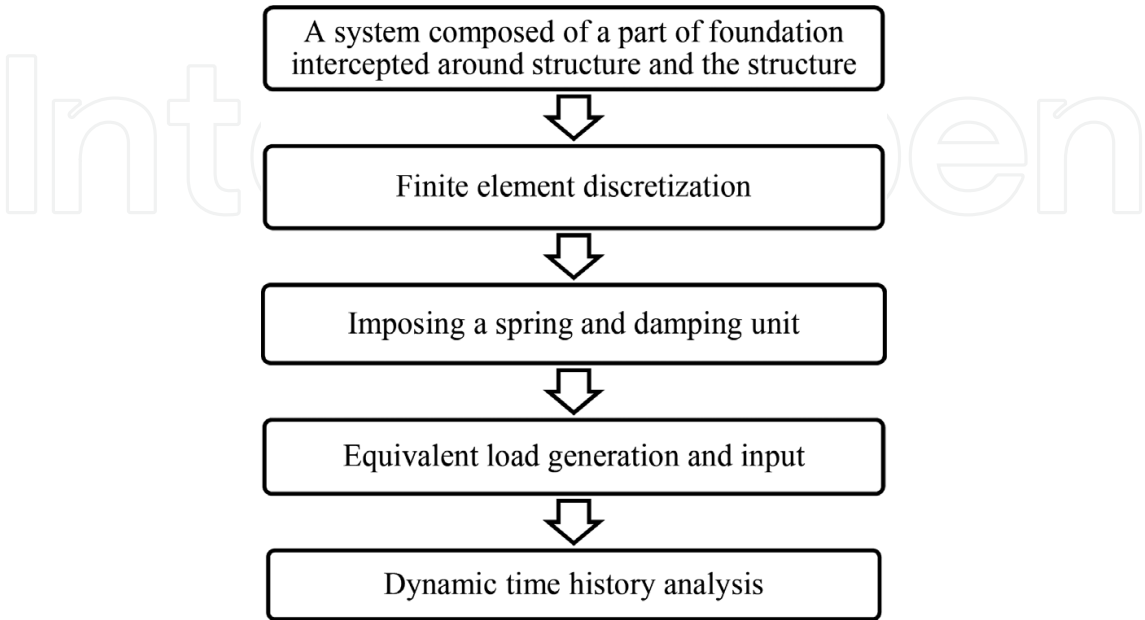 A system composed of a part of foundation
intercepted around structure and the structure
Finite element discretization
Imposing a spring and damping unit
Equivalent load generation and input
Dynamic time history analysis